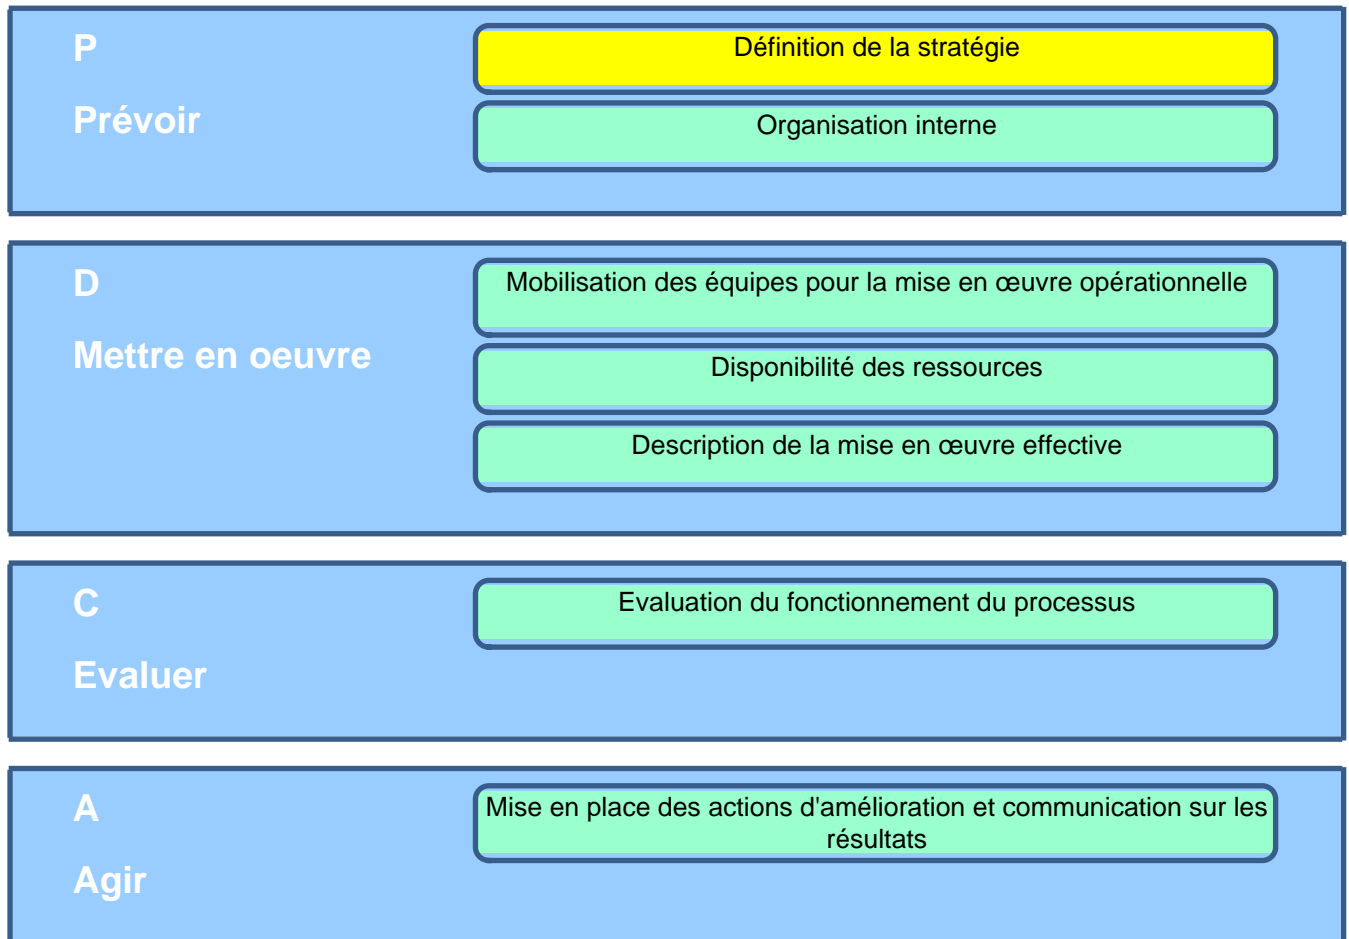 P
Prévoir
Définition de la stratégie
Organisation interne
D
Mettre en oeuvre
Mobilisation des équipes pour la mise en œuvre opérationnelle
Disponibilité des ressources
Description de la mise en œuvre effective
C
Evaluer
Evaluation du fonctionnement du processus
A
Agir
Mise en place des actions d'amélioration et communication sur les
résultats